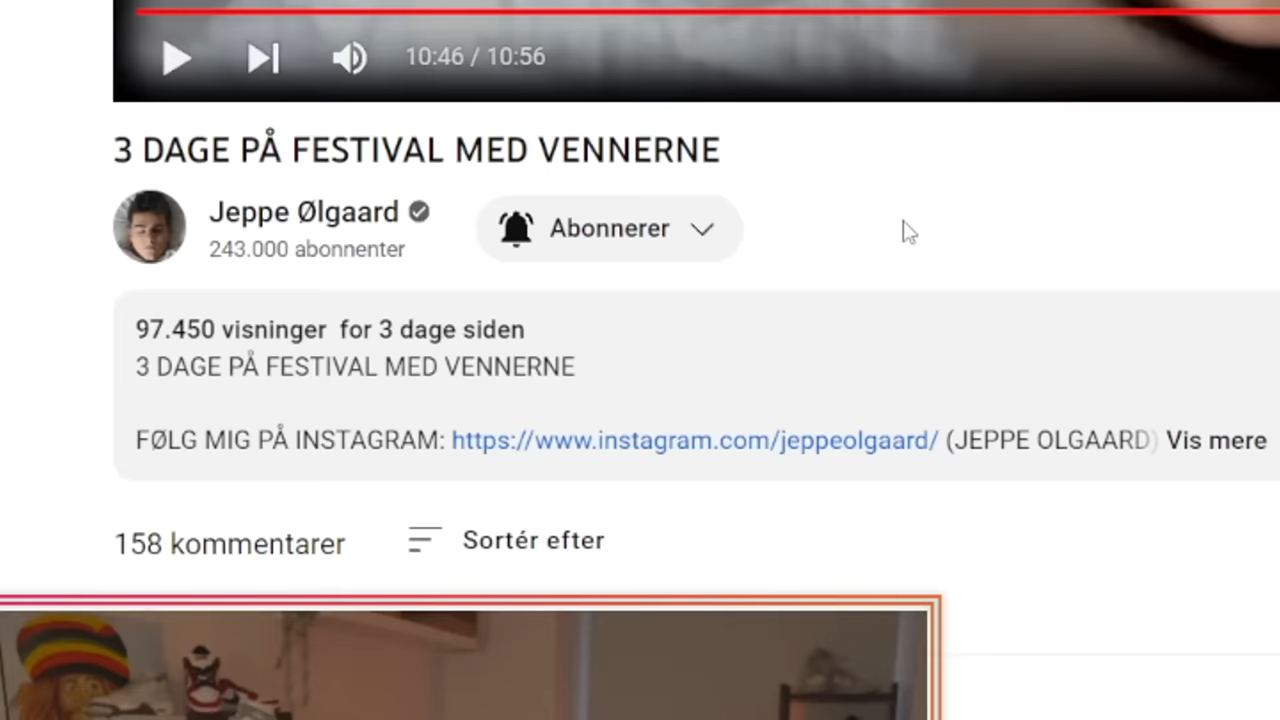 10:46 / 10:56
3 DAGE PÅ FESTIVAL MED VENNERNE
Jeppe Ølgaard
243.000 abonnenter
Abonnerer
97.450 visninger for 3 dage siden
3 DAGE PÅ FESTIVAL MED VENNERNE
FØLG MIG PÅ INSTAGRAM: https://www.instagram.com/jeppeolgaard/ (JEPPE OLGAARD) Vis mere
158 kommentarer
Sortér efter